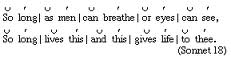 So long | as men | can breathe | or eyes | can see,
So long | lives this | and this | gives life | to thee.
(Sonnet 18)